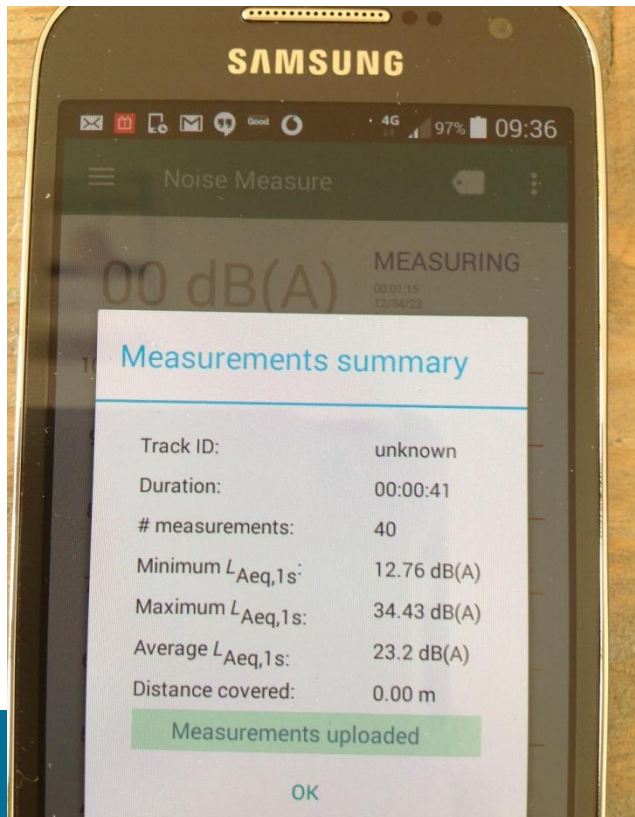 SAMSUNG
Good 4G 97% 09:36
Noise Measure
00 dB(A) MEASURING
00:01:15
12/34/23
Measurements summary
Track ID: unknown
Duration: 00:00:41
# measurements: 40
Minimum LAeq,1s: 12.76 dB(A)
Maximum LAeq,1s: 34.43 dB(A)
Average LAeq,1s: 23.2 dB(A)
Distance covered: 0.00 m
Measurements uploaded
OK